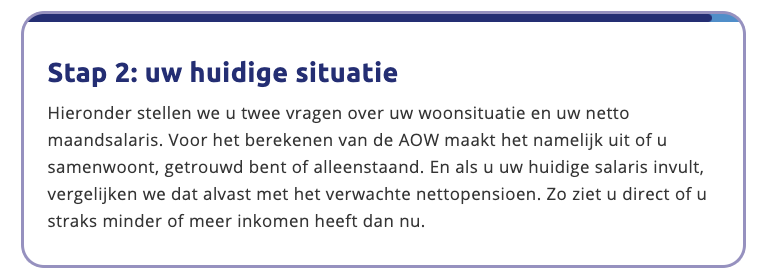 Stap 2: uw huidige situatie
Hieronder stellen we u twee vragen over uw woonsituatie en uw netto
maandsalaris. Voor het berekenen van de AOW maakt het namelijk uit of u
samenwoont, getrouwd bent of alleenstaand. En als u uw huidige salaris invult,
vergelijken we dat alvast met het verwachte nettopensioen. Zo ziet u direct of u
straks minder of meer inkomen heeft dan nu.